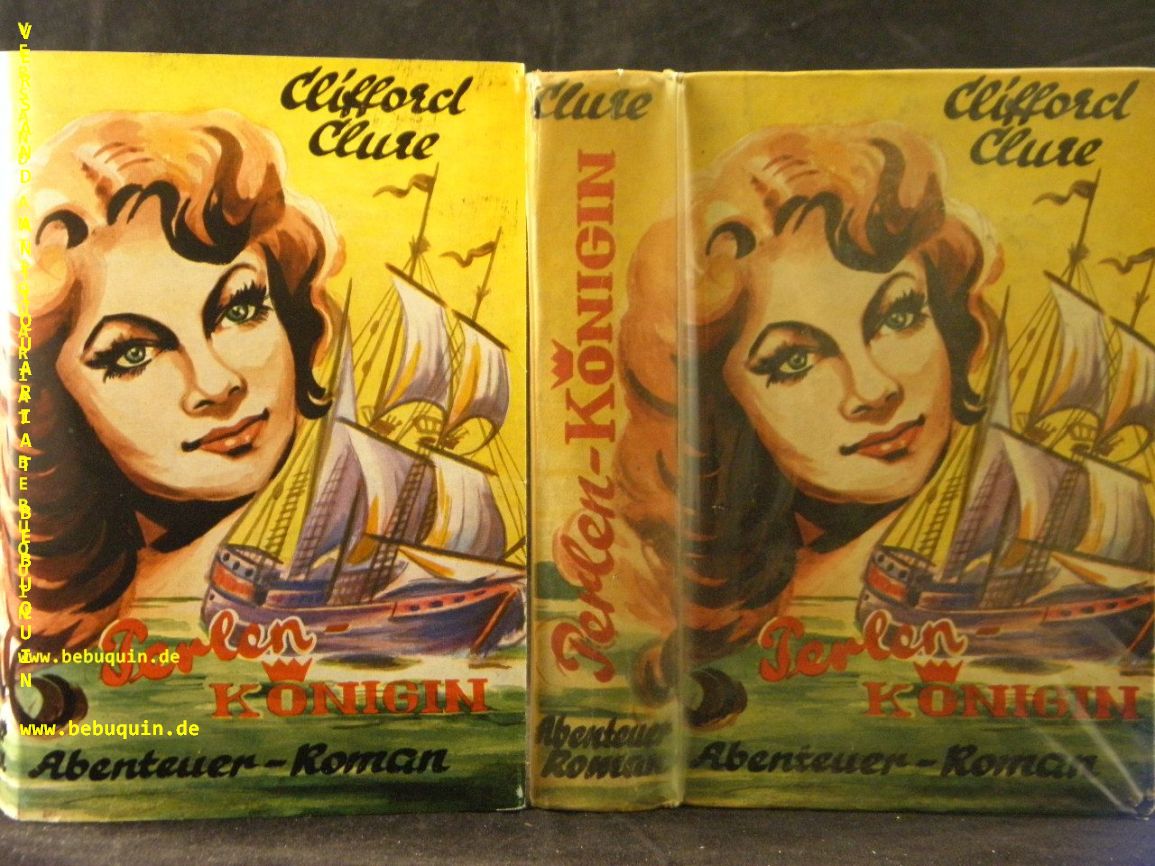 Clifford
Clure
Perlen-
KÖNIGIN
Abenteuer-Roman
Clure
Perlen-KÖNIGIN
Abenteuer
Roman
Clifford
Clure
Perlen-
KÖNIGIN
Abenteuer-Roman
www.bebuquin.de
www.bebuquin.de